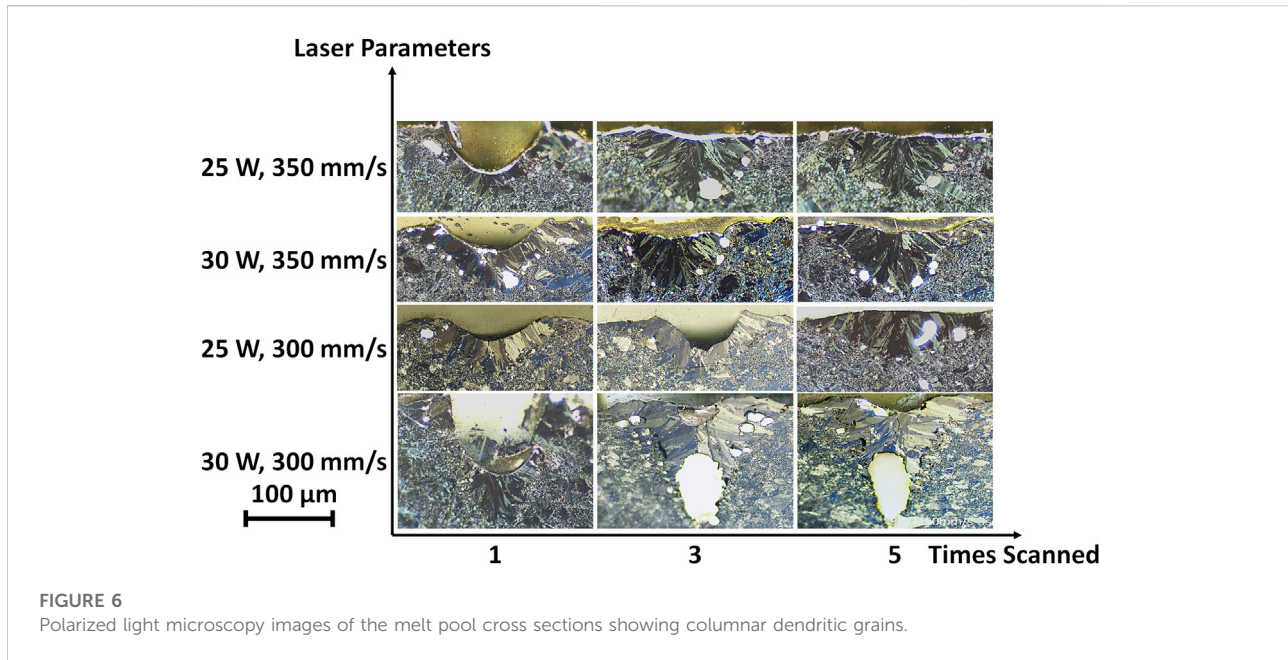 Laser Parameters
25 W, 350 mm/s
30 W, 350 mm/s
25 W, 300 mm/s
30 W, 300 mm/s
100 μm
1
3
5
Times Scanned
FIGURE 6
Polarized light microscopy images of the melt pool cross sections showing columnar dendritic grains.